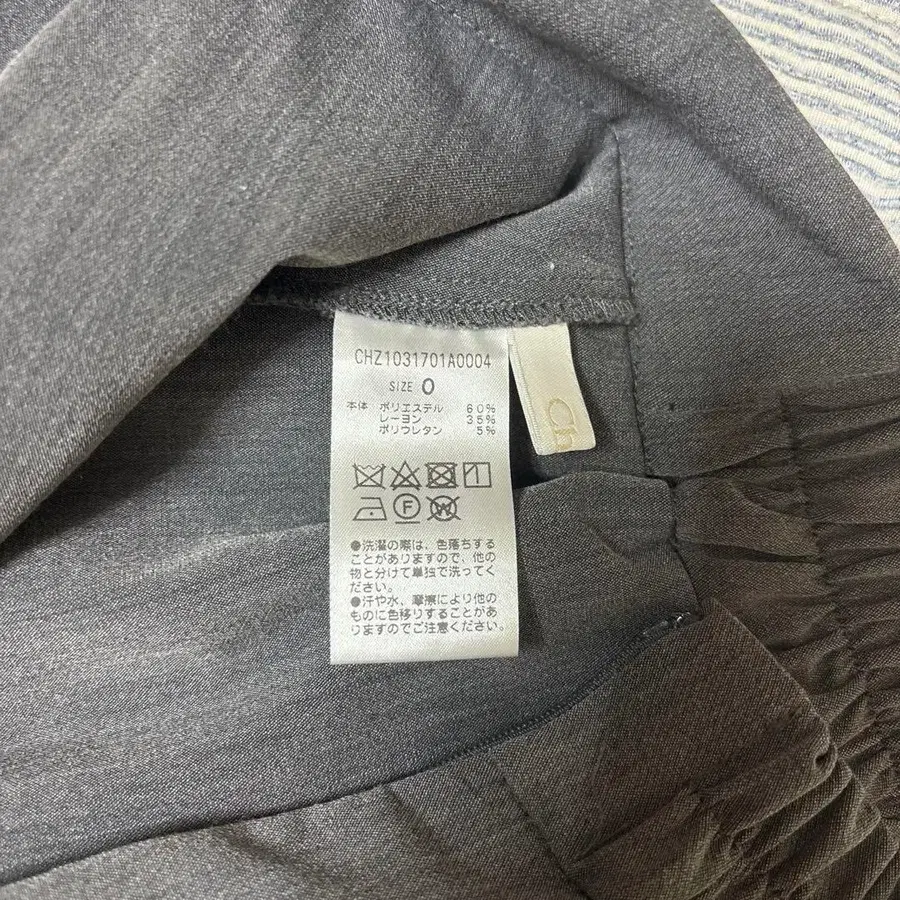 CHZ1031701A0004
SIZE 0
本体 ポリエステル 60%
レーヨン 35%
ポリウレタン 5%
F
W
●洗濯の際は、色落ちする
ことがありますので、他の
物と分けて単独で洗ってく
ださい。
●汗や水、摩擦により他の
ものに色移りすることがあ
りますのでご注意ください。
Ch